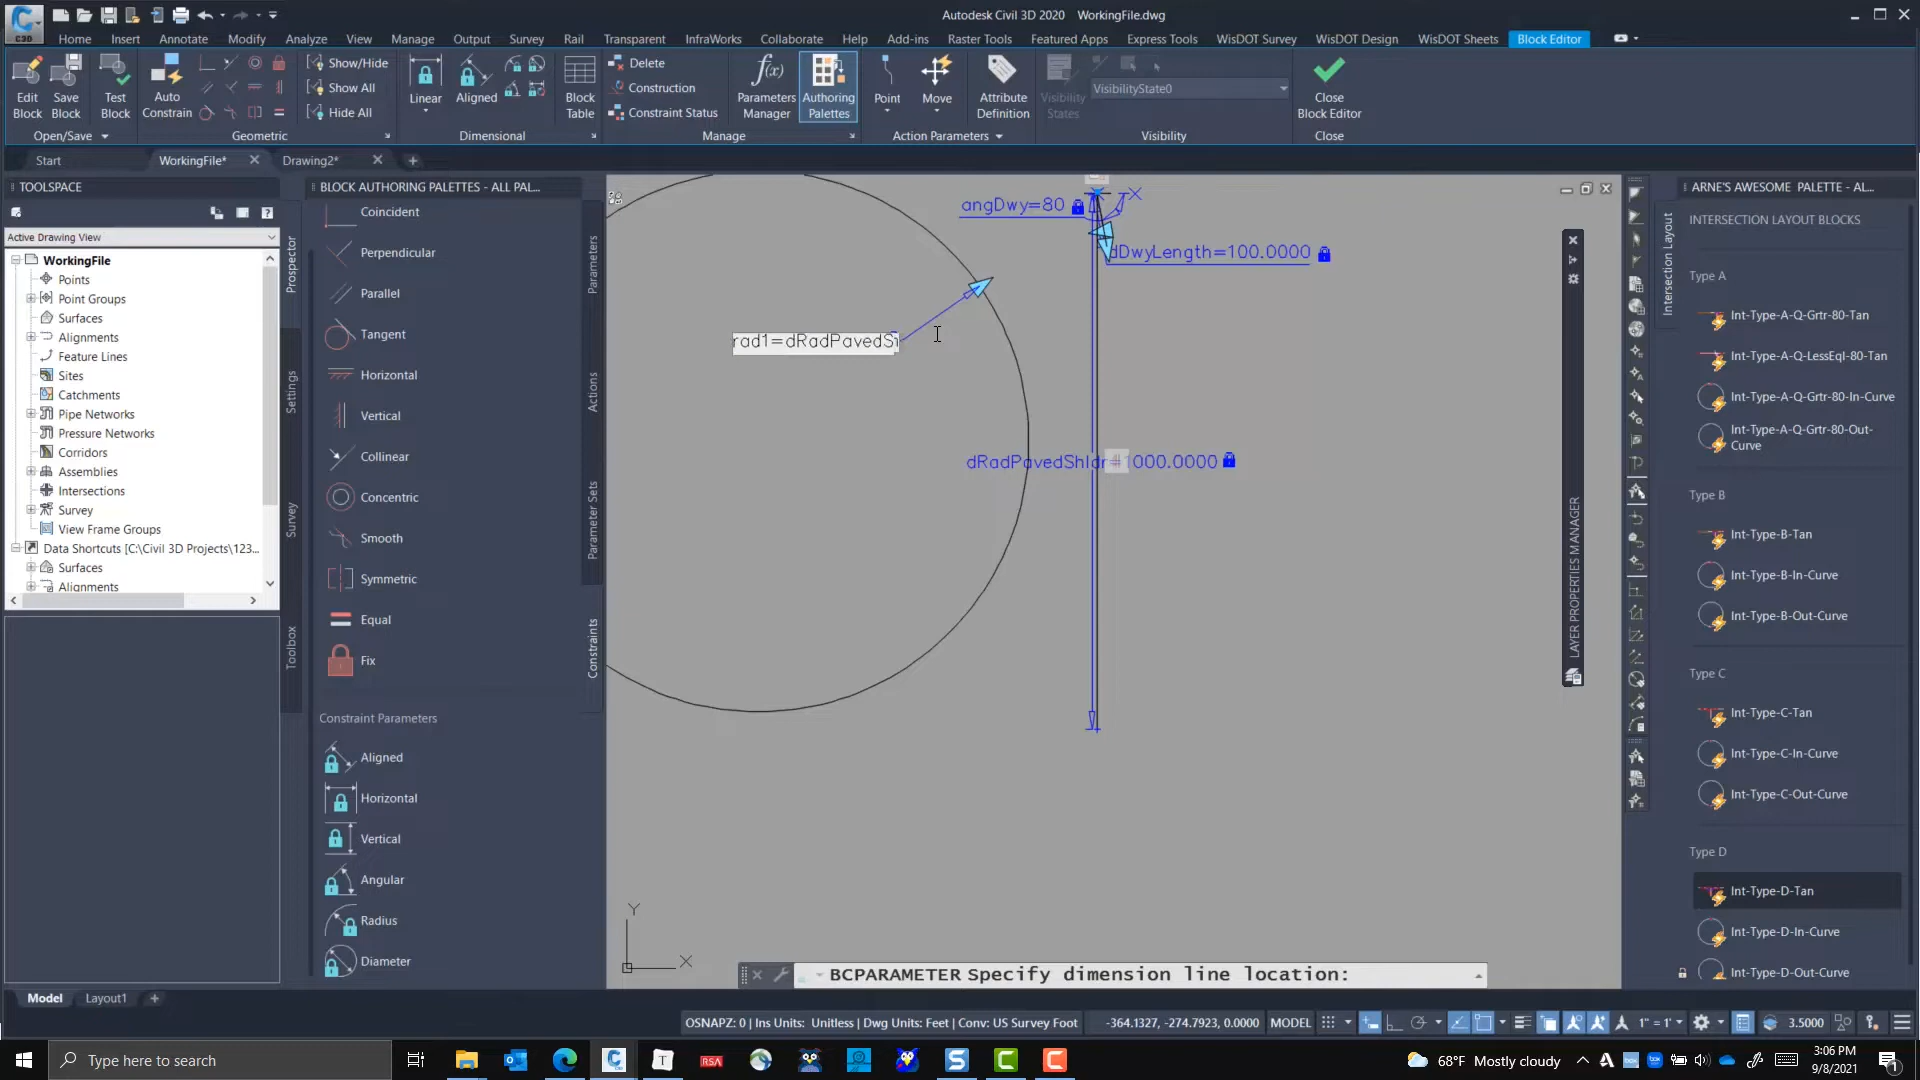 C3D
Autodesk Civil 3D 2020 WorkingFile.dwg
Home Insert Annotate Modify Analyze View Manage Output Survey Rail Transparent InfraWorks Collaborate Help Add-ins Raster Tools Featured Apps Express Tools WisDOT Survey WisDOT Design WisDOT Sheets Block Editor
Edit Block
Save Block
Test Block
Auto Constrain
Show/Hide
Show All
Hide All
Linear
Aligned
Block Table
Delete
Construction
Constraint Status
Parameters Manager
Authoring Palettes
Point
Move
Attribute Definition
Visibility States
VisibilityState0
Close Block Editor
Open/Save
Geometric
Dimensional
Manage
Action Parameters
Visibility
Close
Start
WorkingFile*
Drawing2*
TOOLSPACE
Active Drawing View
WorkingFile
Points
Point Groups
Surfaces
Alignments
Feature Lines
Sites
Catchments
Pipe Networks
Pressure Networks
Corridors
Assemblies
Intersections
Survey
View Frame Groups
Data Shortcuts [C:\Civil 3D Projects\123...
Surfaces
Alignments
Prospector
Settings
Survey
Toolbox
BLOCK AUTHORING PALETTES - ALL PAL...
Coincident
Perpendicular
Parallel
Tangent
Horizontal
Vertical
Collinear
Concentric
Smooth
Symmetric
Equal
Fix
Constraint Parameters
Aligned
Horizontal
Vertical
Angular
Radius
Diameter
Parameters
Actions
Parameter Sets
Constraints
angDwy=80
dDwyLength=100.0000
rad1=dRadPavedS
dRadPavedShldr=1000.0000
Y
X
BCPARAMETER Specify dimension line location:
LAYER PROPERTIES MANAGER
ARNE'S AWESOME PALETTE - AL...
Intersection Layout
INTERSECTION LAYOUT BLOCKS
Type A
Int-Type-A-Q-Grtr-80-Tan
Int-Type-A-Q-LessEql-80-Tan
Int-Type-A-Q-Grtr-80-In-Curve
Int-Type-A-Q-Grtr-80-Out-
Curve
Type B
Int-Type-B-Tan
Int-Type-B-In-Curve
Int-Type-B-Out-Curve
Type C
Int-Type-C-Tan
Int-Type-C-In-Curve
Int-Type-C-Out-Curve
Type D
Int-Type-D-Tan
Int-Type-D-In-Curve
Int-Type-D-Out-Curve
Model Layout1
OSNAPZ: 0 | Ins Units: Unitless | Dwg Units: Feet | Conv: US Survey Foot
-364.1327, -274.7923, 0.0000 MODEL
1" = 1'
3.5000
Type here to search
T
RSA
S
C
C
68°F Mostly cloudy
3:06 PM
9/8/2021
1